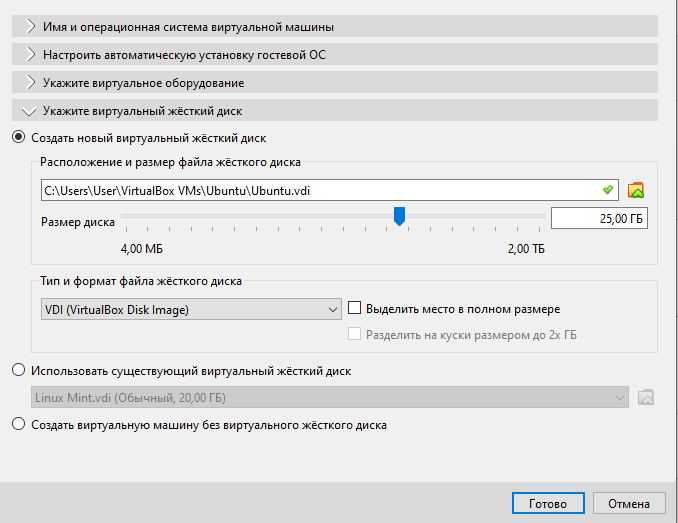 Имя и операционная система виртуальной машины
Настроить автоматическую установку гостевой ОС
Укажите виртуальное оборудование
Укажите виртуальный жёсткий диск
Создать новый виртуальный жёсткий диск
Расположение и размер файла жёсткого диска
C:\Users\User\VirtualBox VMs\Ubuntu\Ubuntu.vdi
Размер диска 25,00 ГБ
4,00 МБ 2,00 ТБ
Тип и формат файла жёсткого диска
VDI (VirtualBox Disk Image) Выделить место в полном размере
Разделить на куски размером до 2х ГБ
Использовать существующий виртуальный жёсткий диск
Linux Mint.vdi (Обычный, 20,00 ГБ)
Создать виртуальную машину без виртуального жёсткого диска
Готово Отмена